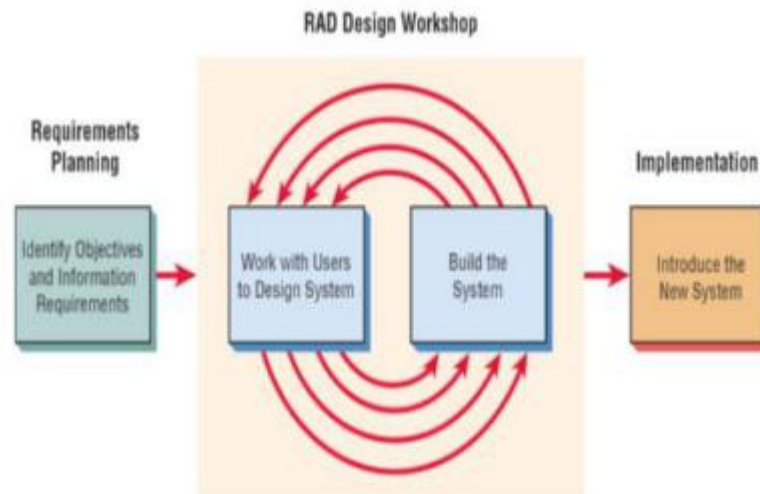 RAD Design Workshop
Requirements
Planning
Identify Objectives
and Information
Requirements
Work with Users
to Design System
Build the
System
Implementation
Introduce the
New System